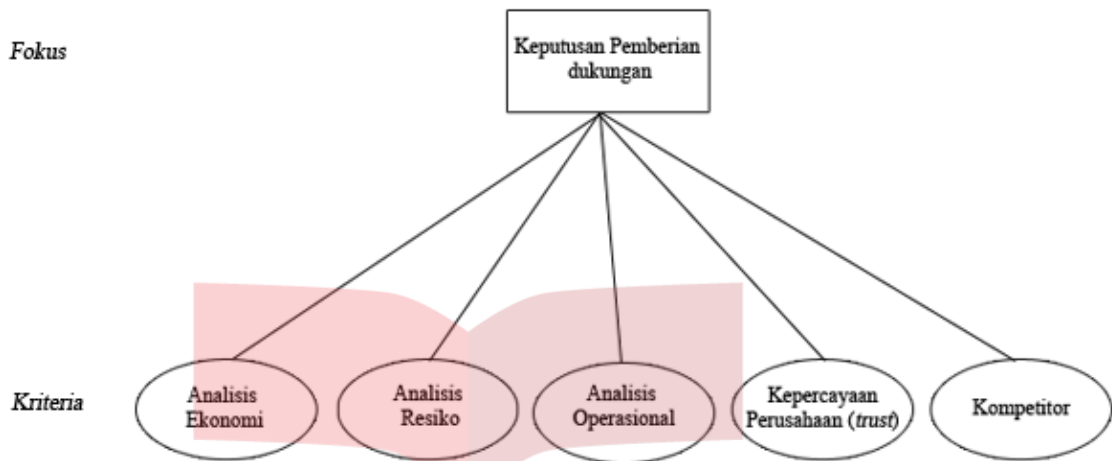 Fokus
Keputusan Pemberian
dukungan
Kriteria
Analisis
Ekonomi
Analisis
Resiko
Analisis
Operasional
Kepercayaan
Perusahaan (trust)
Kompetitor